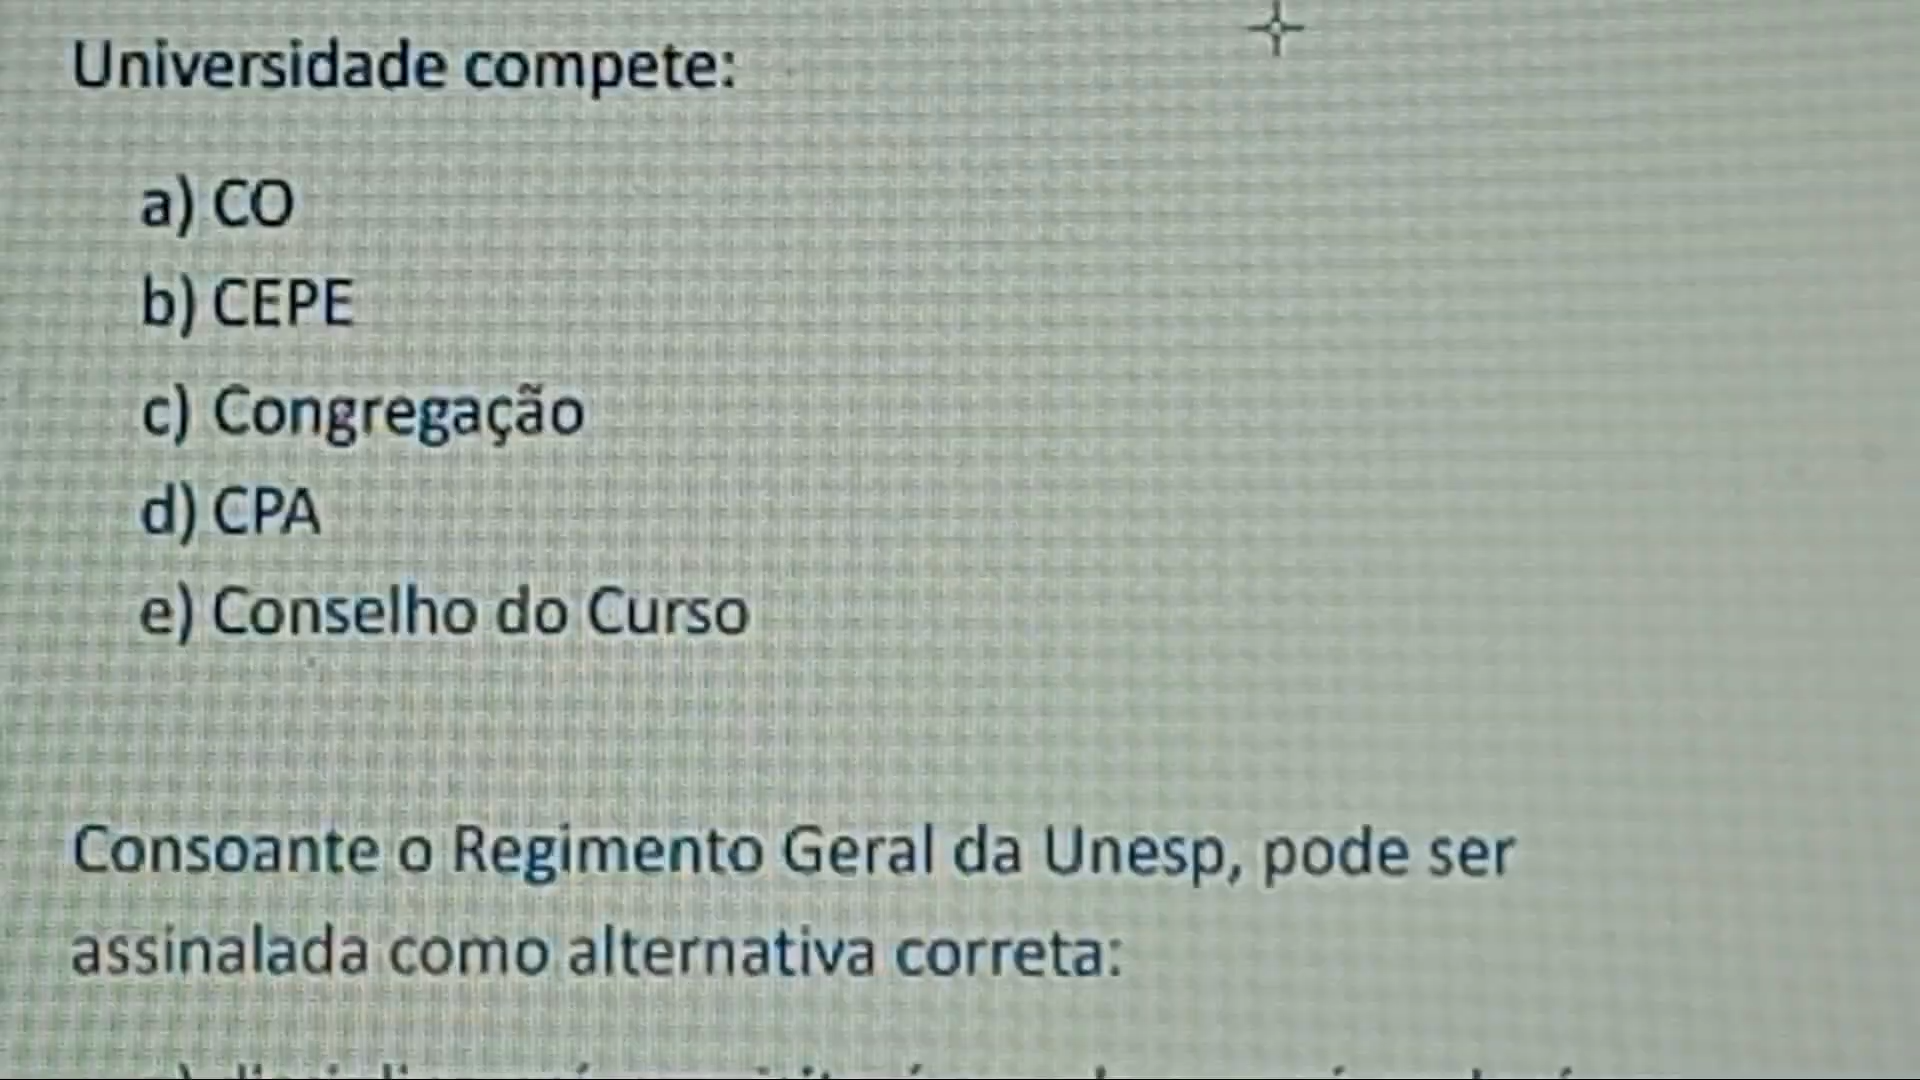 Universidade compete:
a) CO
b) CEPE
c) Congregação
d) CPA
e) Conselho do Curso
Consoante o Regimento Geral da Unesp, pode ser
assinalada como alternativa correta: